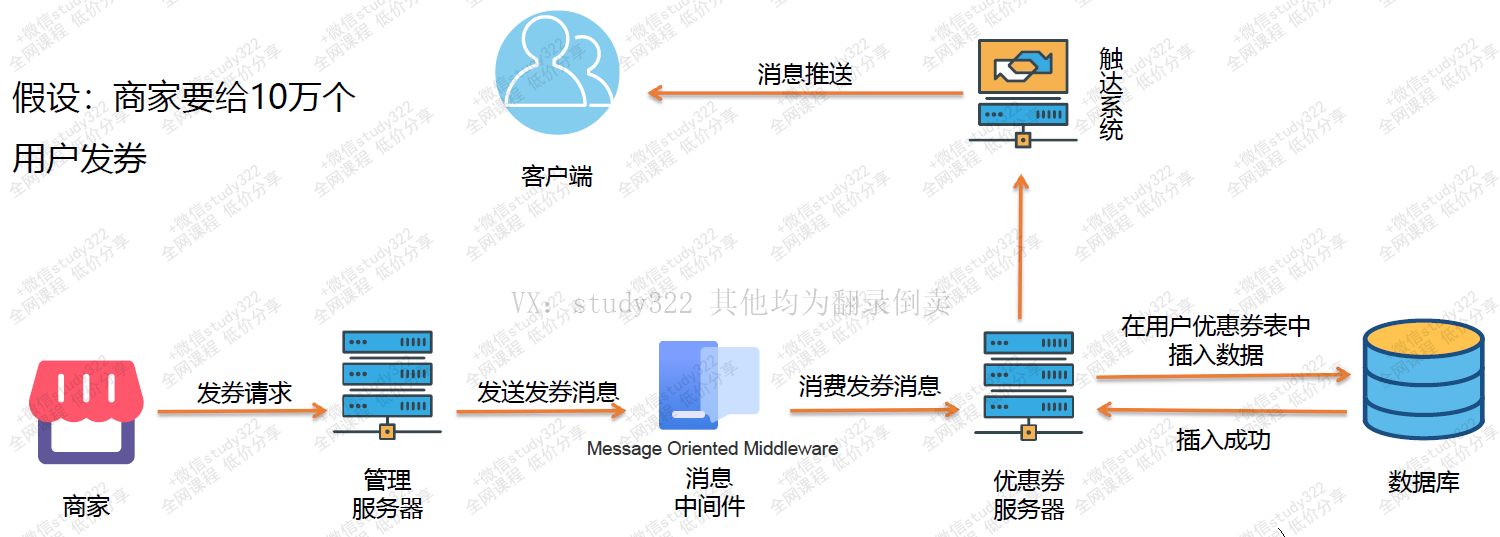 假设：商家要给10万个
用户发券
消息推送
触达系统
客户端
VX: study322 其他均为翻录倒卖
在用户优惠券表中
插入数据
发券请求
发送发券消息
消费发券消息
Message Oriented Middleware
插入成功
商家
管理
服务器
消息
中间件
优惠券
服务器
数据库
+微信study322
全网课程 低价分享